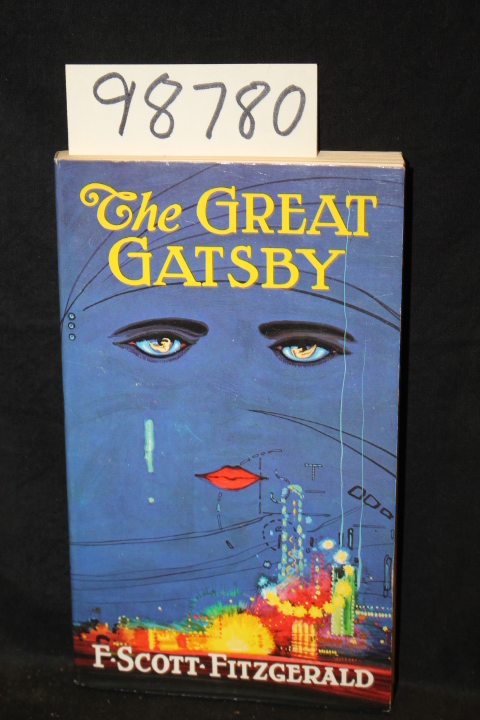 98780
The GREAT
GATSBY
F·SCOTT·FITZGERALD